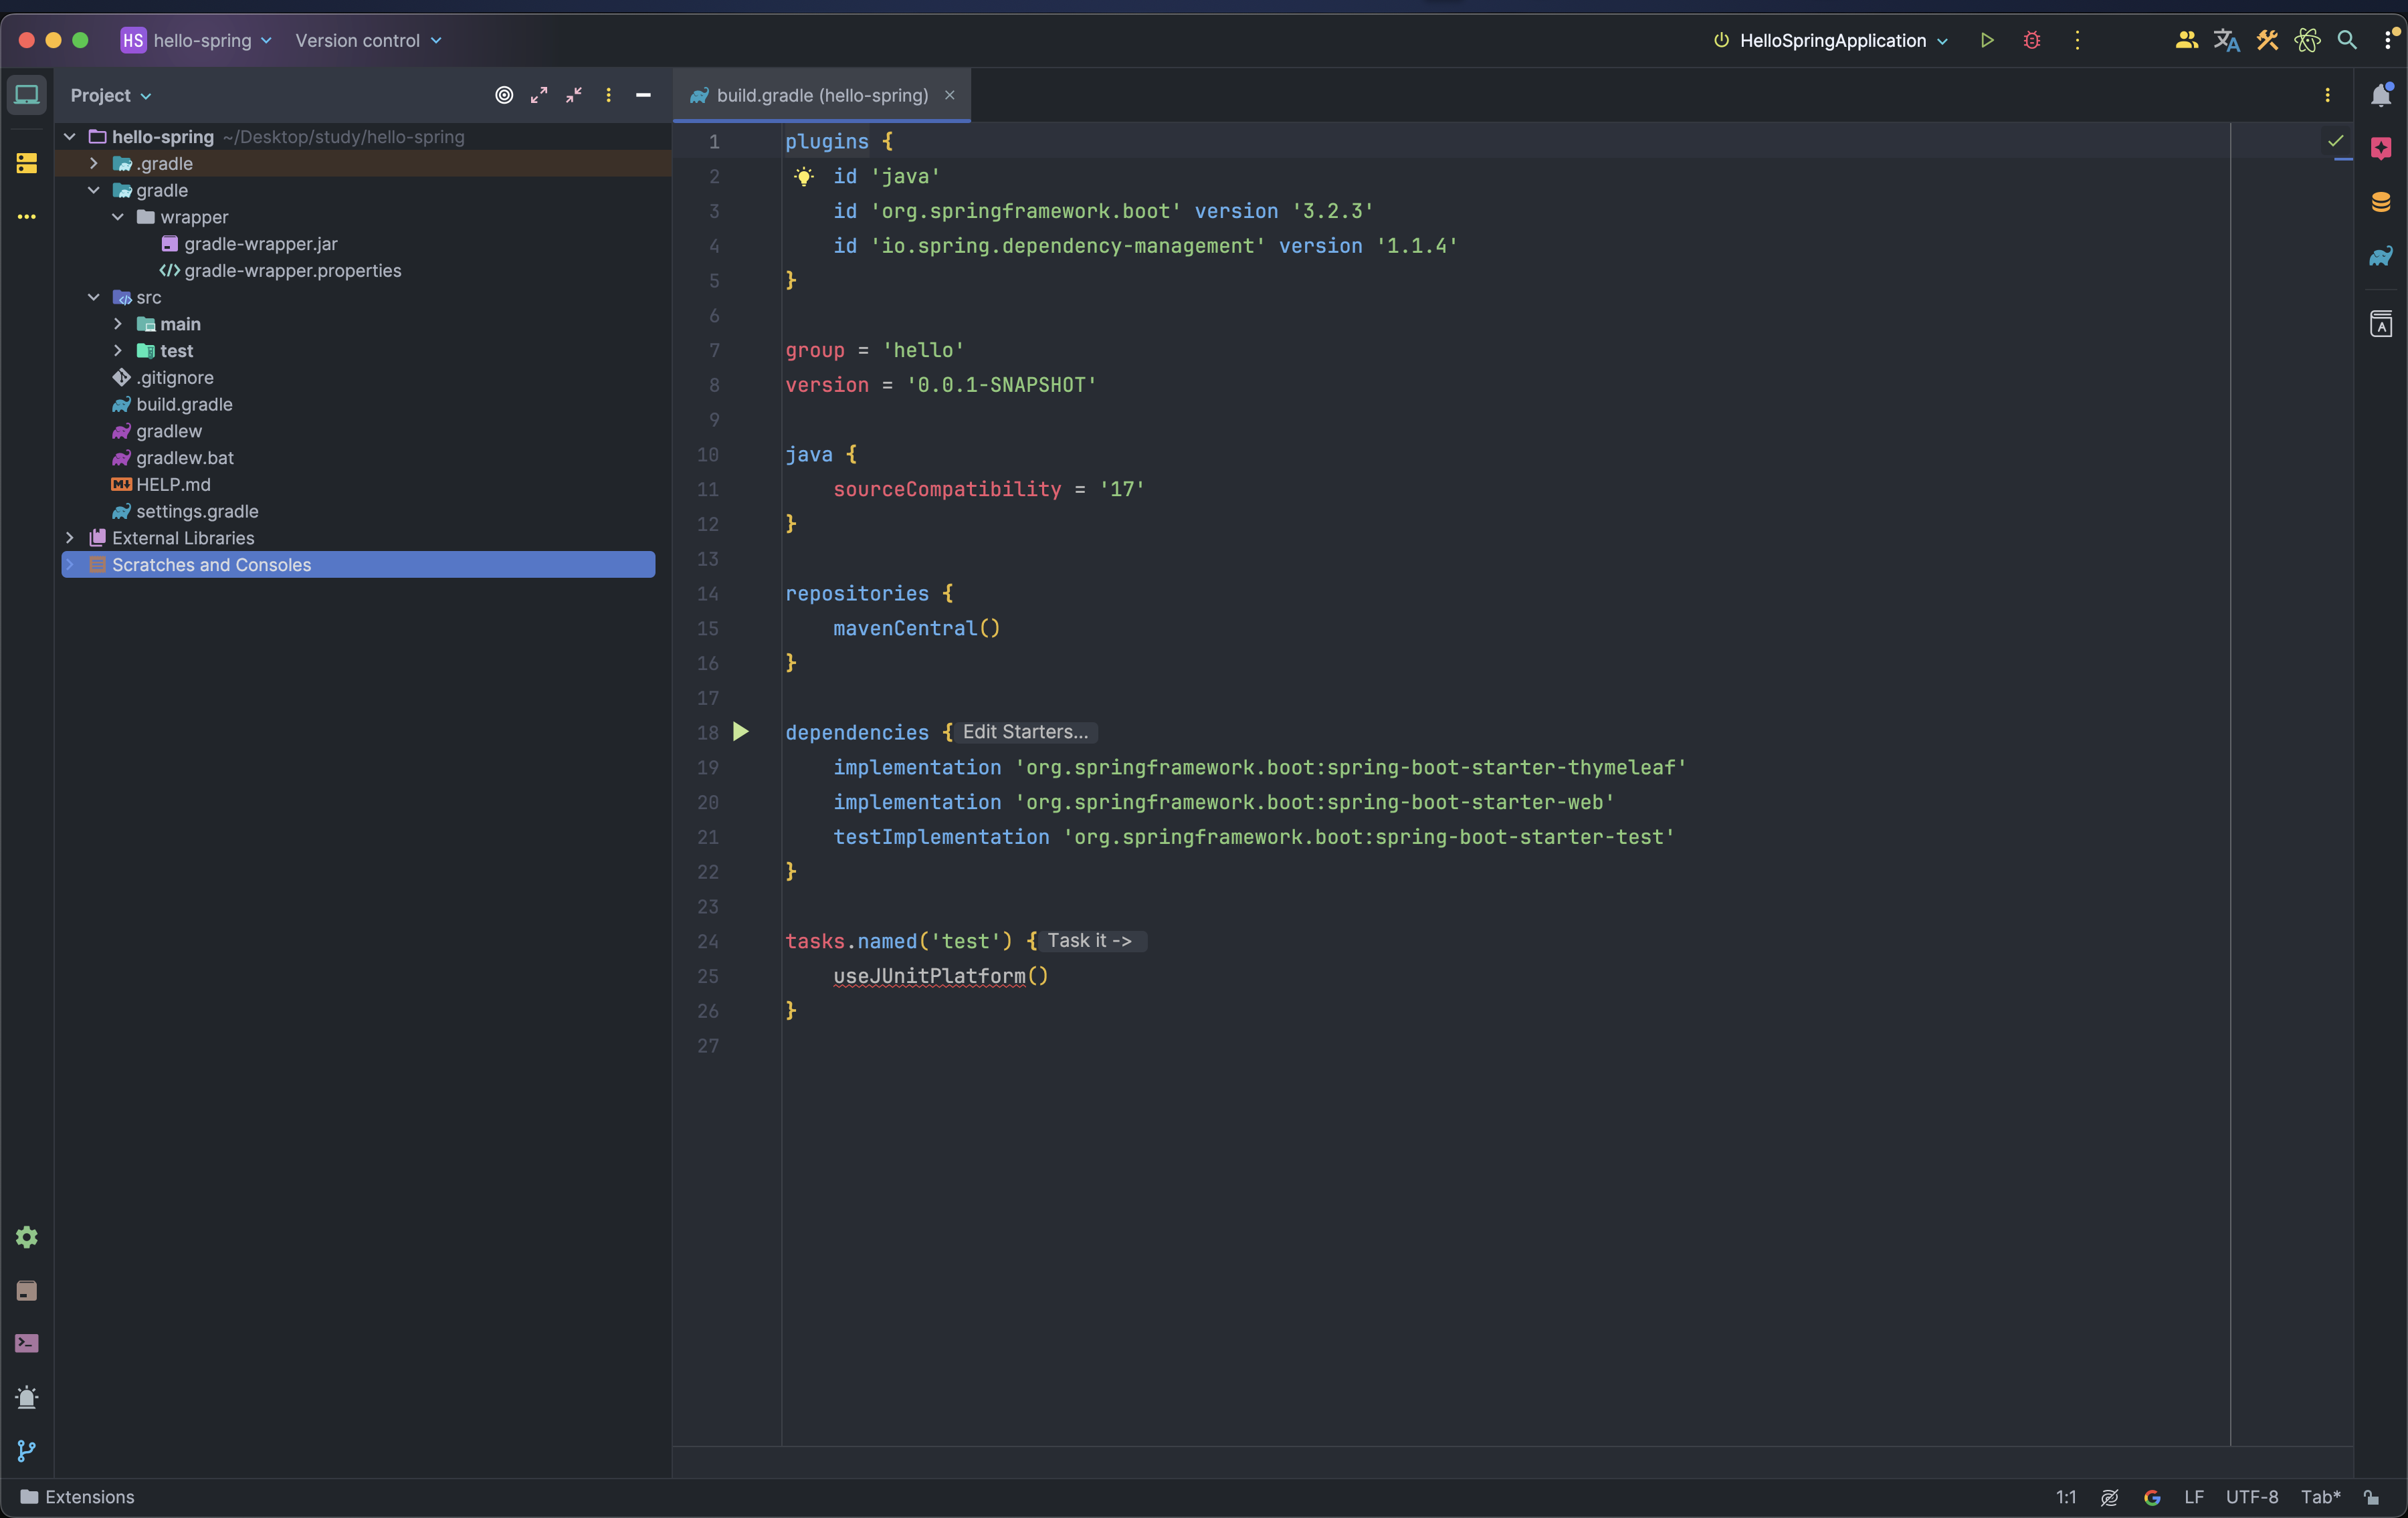 HS hello-spring Version control HelloSpringApplication
Project
build.gradle (hello-spring)
hello-spring ~/Desktop/study/hello-spring
.gradle
gradle
wrapper
gradle-wrapper.jar
gradle-wrapper.properties
src
main
test
.gitignore
build.gradle
gradlew
gradlew.bat
HELP.md
settings.gradle
External Libraries
Scratches and Consoles
1 plugins {
2 id 'java'
3 id 'org.springframework.boot' version '3.2.3'
4 id 'io.spring.dependency-management' version '1.1.4'
5 }
6
7 group = 'hello'
8 version = '0.0.1-SNAPSHOT'
9
10 java {
11 sourceCompatibility = '17'
12 }
13
14 repositories {
15 mavenCentral()
16 }
17
18 dependencies { Edit Starters...
19 implementation 'org.springframework.boot:spring-boot-starter-thymeleaf'
20 implementation 'org.springframework.boot:spring-boot-starter-web'
21 testImplementation 'org.springframework.boot:spring-boot-starter-test'
22 }
23
24 tasks.named('test') { Task it ->
25 useJUnitPlatform()
26 }
27
Extensions 1:1 LF UTF-8 Tab*